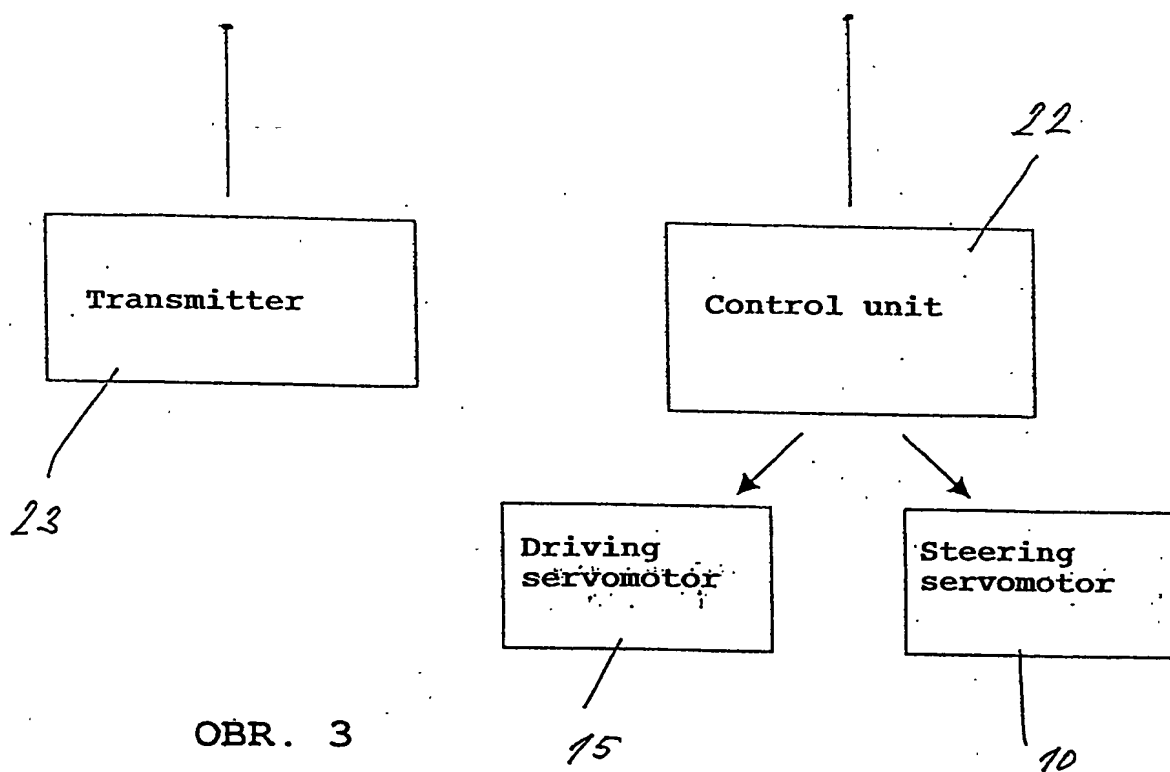 22
Transmitter
Control unit
23
Driving
servomotor
Steering
servomotor
OBR. 3
15
10